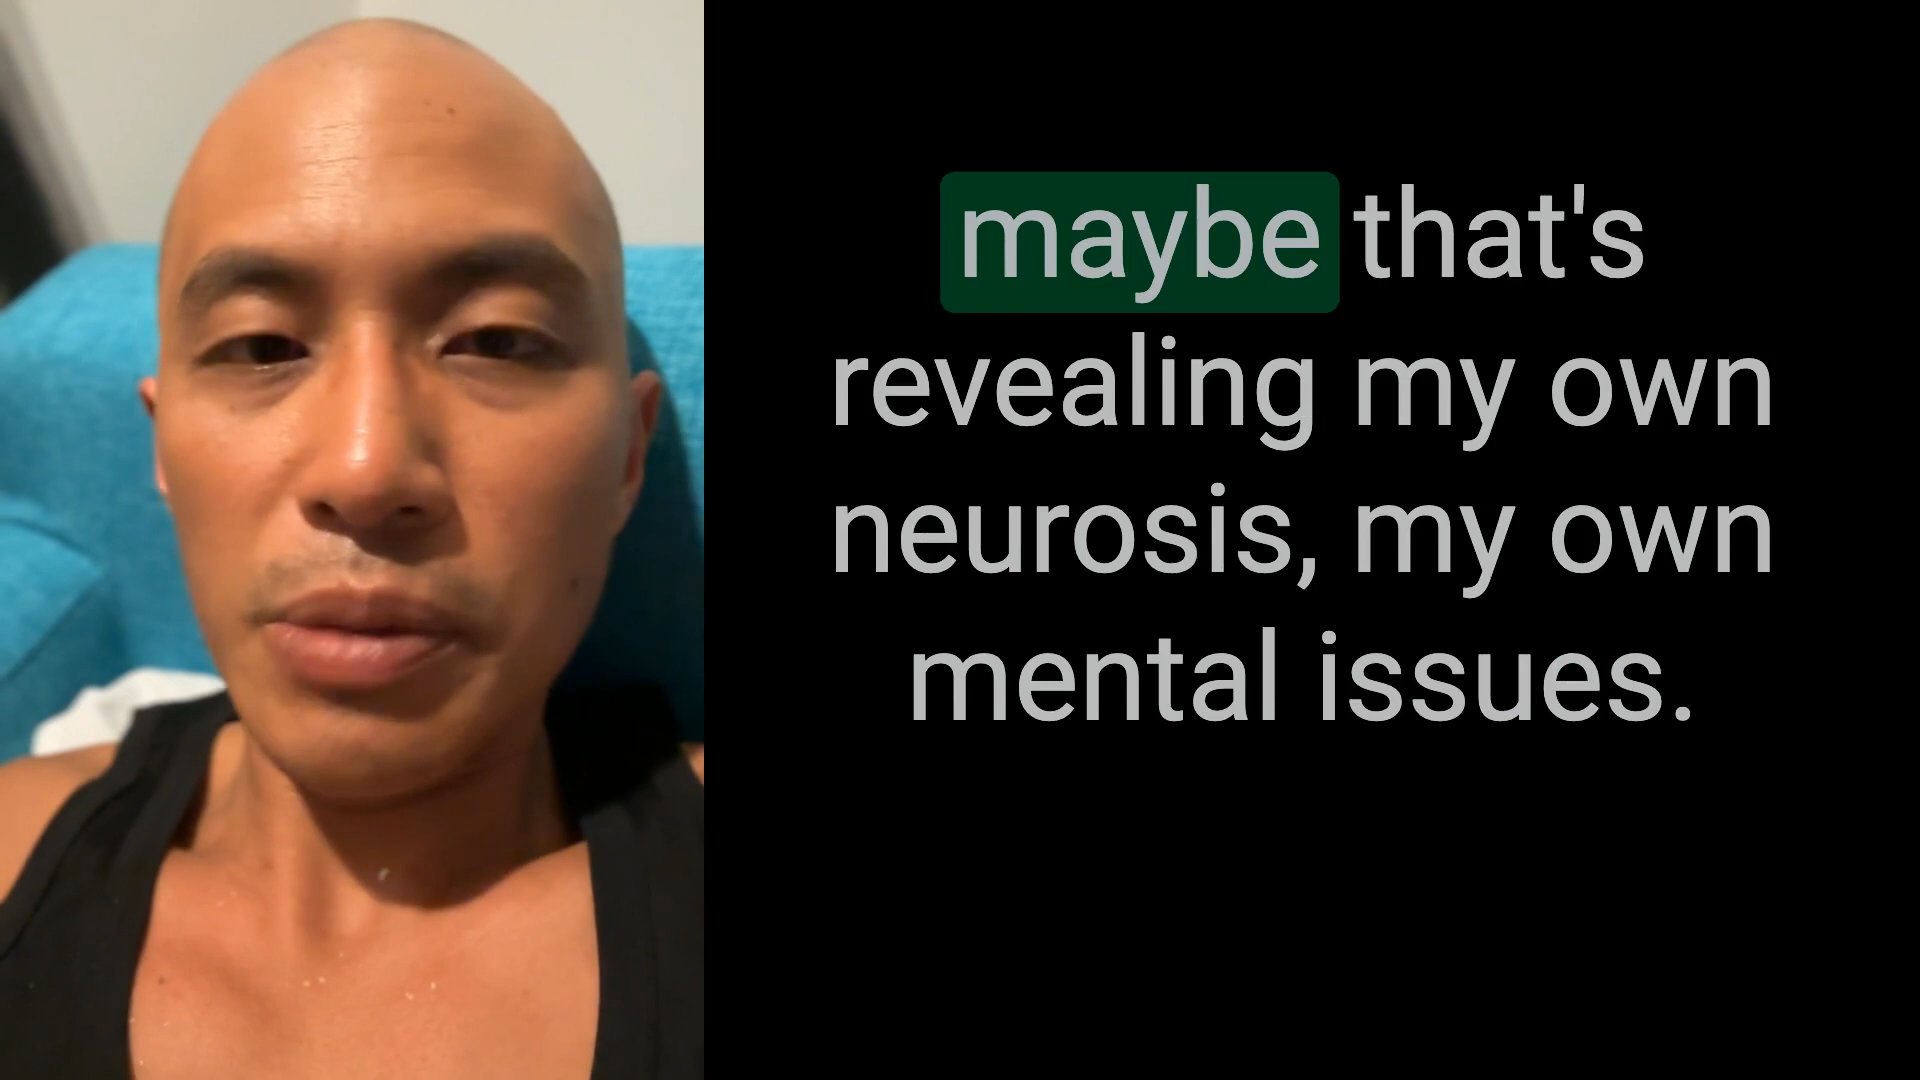 maybe that's
revealing my own
neurosis, my own
mental issues.